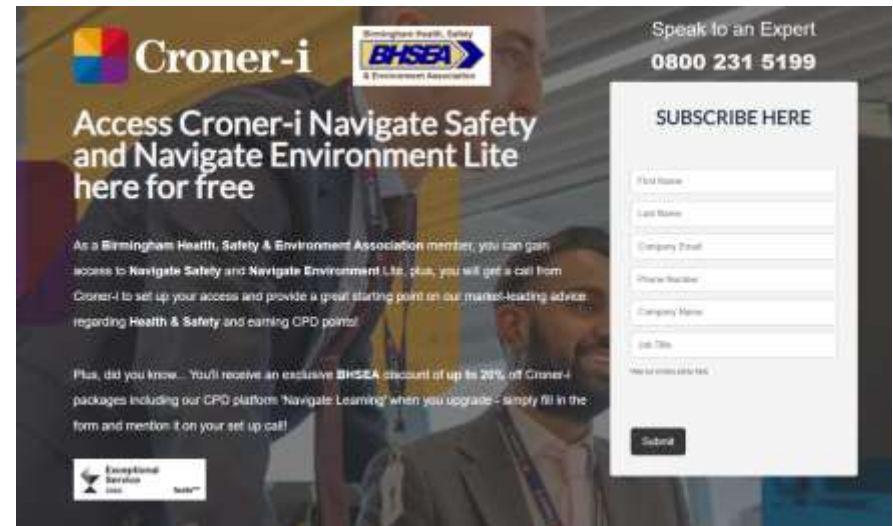 Croner-i
Birmingham Health, Safety
BHSEA
& Environment Association
Speak to an Expert
0800 231 5199
Access Croner-i Navigate Safety
and Navigate Environment Lite
here for free
As a Birmingham Health, Safety & Environment Association member, you can gain
access to Navigate Safety and Navigate Environment Lite, plus, you will get a call from
Croner-i to set up your access and provide a great starting point on our market-leading advice
regarding Health & Safety and earning CPD points!
Plus, did you know... You'll receive an exclusive BHSEA discount of up to 20% off Croner-i
packages including our CPD platform 'Navigate Learning' when you upgrade - simply fill in the
form and mention it on your set up call!
Exceptional
Service
SUBSCRIBE HERE
First Name
Last Name
Company Email
Phone Number
Company Name
Job Title
Submit